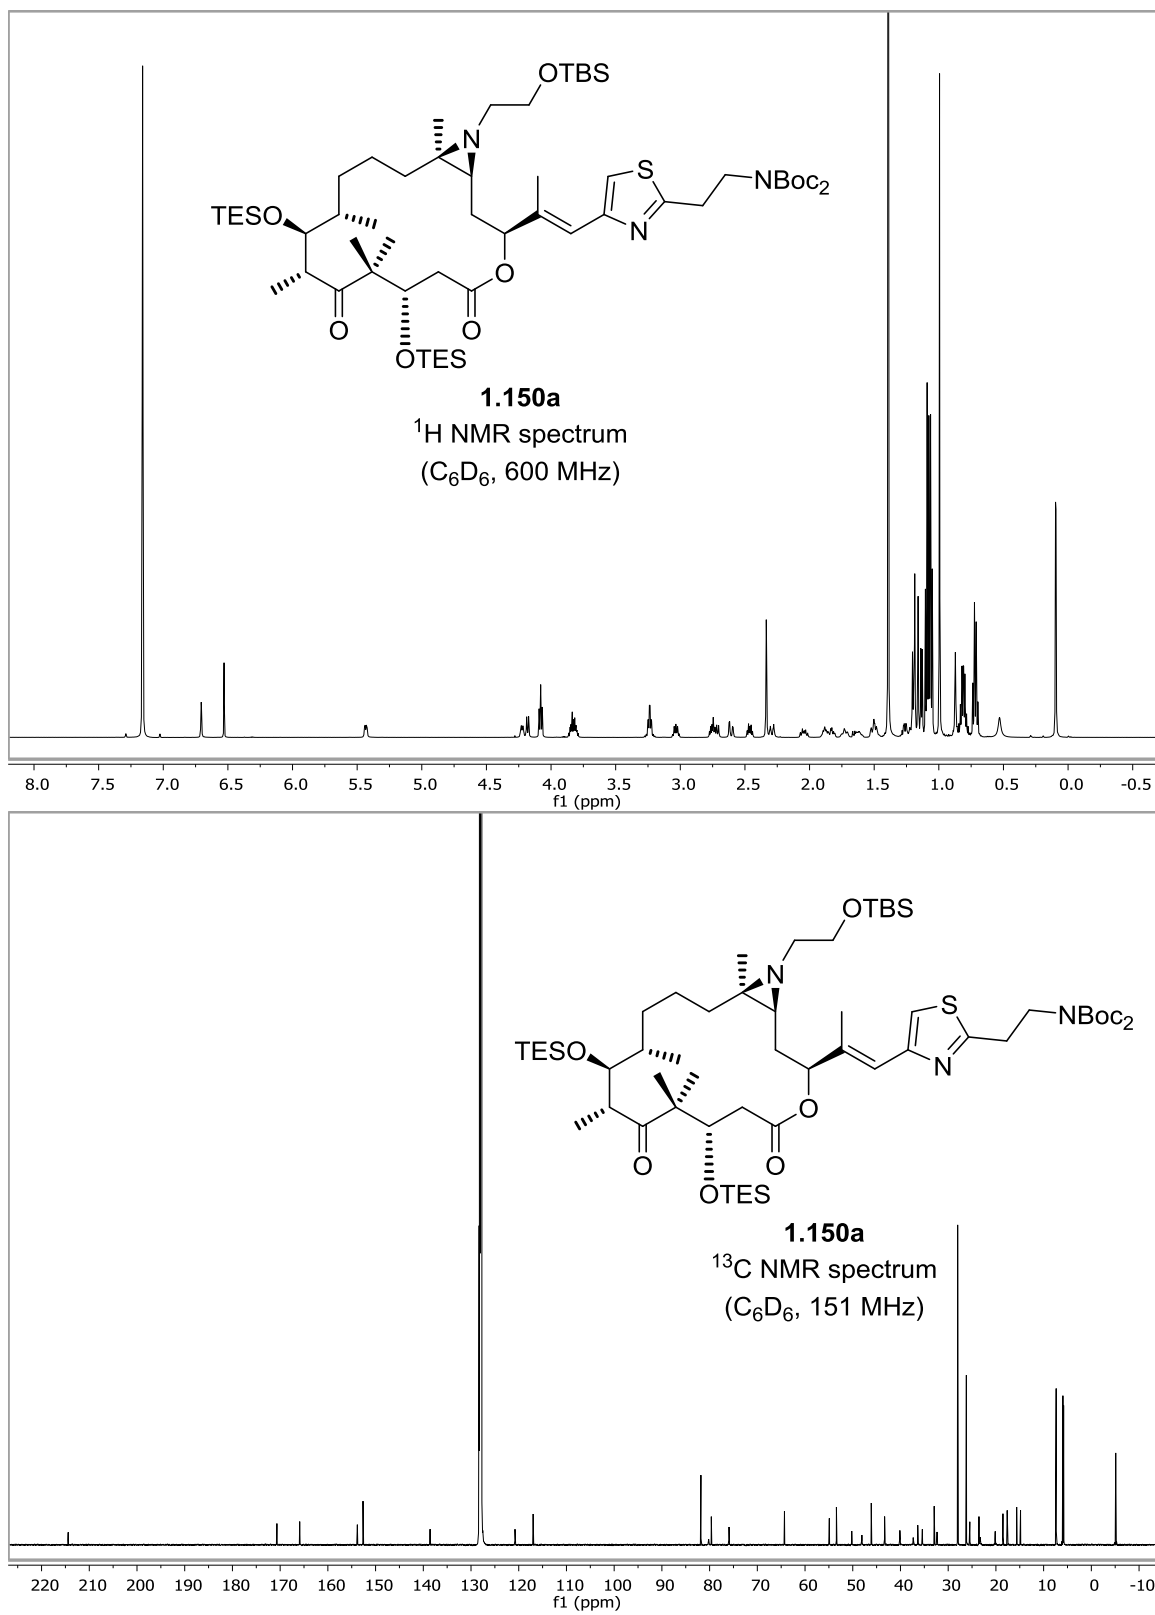 OTBS
N
S
NBoc₂
TESO
N
O
O
O
OTES
1.150a
¹H NMR spectrum
(C₆D₆, 600 MHz)
8.0 7.5 7.0 6.5 6.0 5.5 5.0 4.5 4.0 3.5 3.0 2.5 2.0 1.5 1.0 0.5 0.0 -0.5
f1 (ppm)
OTBS
N
S
NBoc₂
TESO
N
O
O
O
OTES
1.150a
¹³C NMR spectrum
(C₆D₆, 151 MHz)
220 210 200 190 180 170 160 150 140 130 120 110 100 90 80 70 60 50 40 30 20 10 0 -10
f1 (ppm)